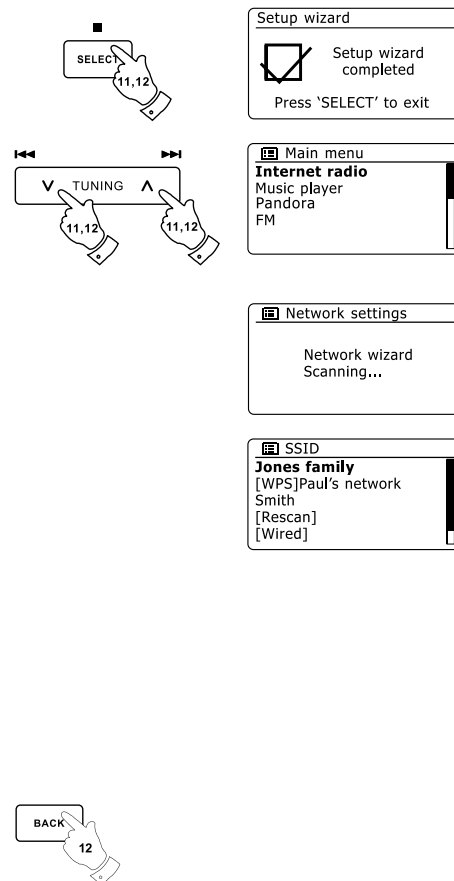 SELECT
11,12
Setup wizard
Setup wizard
completed
Press ‘SELECT’ to exit
TUNING
11,12
11,12
Main menu
Internet radio
Music player
Pandora
FM
Network settings
Network wizard
Scanning...
SSID
Jones family
[WPS]Paul’s network
Smith
[Rescan]
[Wired]
BACK
12